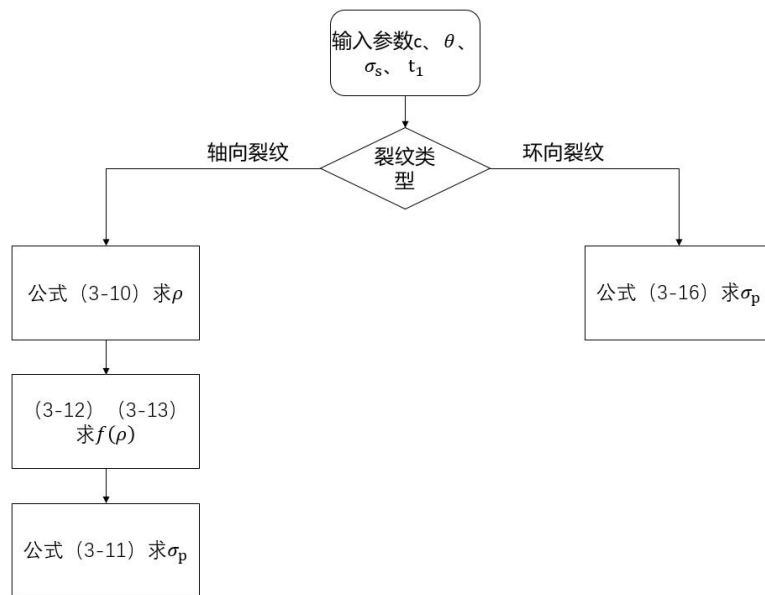 输入参数c、θ、
σₛ、 t₁
裂纹类
型
轴向裂纹
环向裂纹
公式（3-10）求ρ
公式（3-16）求σₚ
（3-12）（3-13）
求f(ρ)
公式（3-11）求σₚ